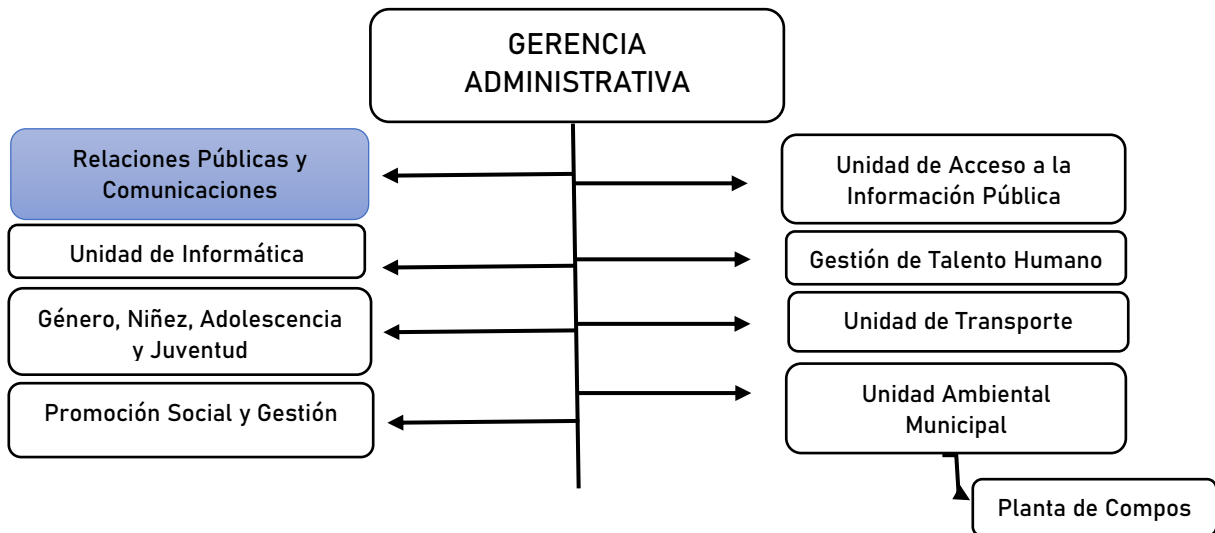 GERENCIA
ADMINISTRATIVA
Relaciones Públicas y
Comunicaciones
Unidad de Informática
Género, Niñez, Adolescencia
y Juventud
Promoción Social y Gestión
Unidad de Acceso a la
Información Pública
Gestión de Talento Humano
Unidad de Transporte
Unidad Ambiental
Municipal
Planta de Compos